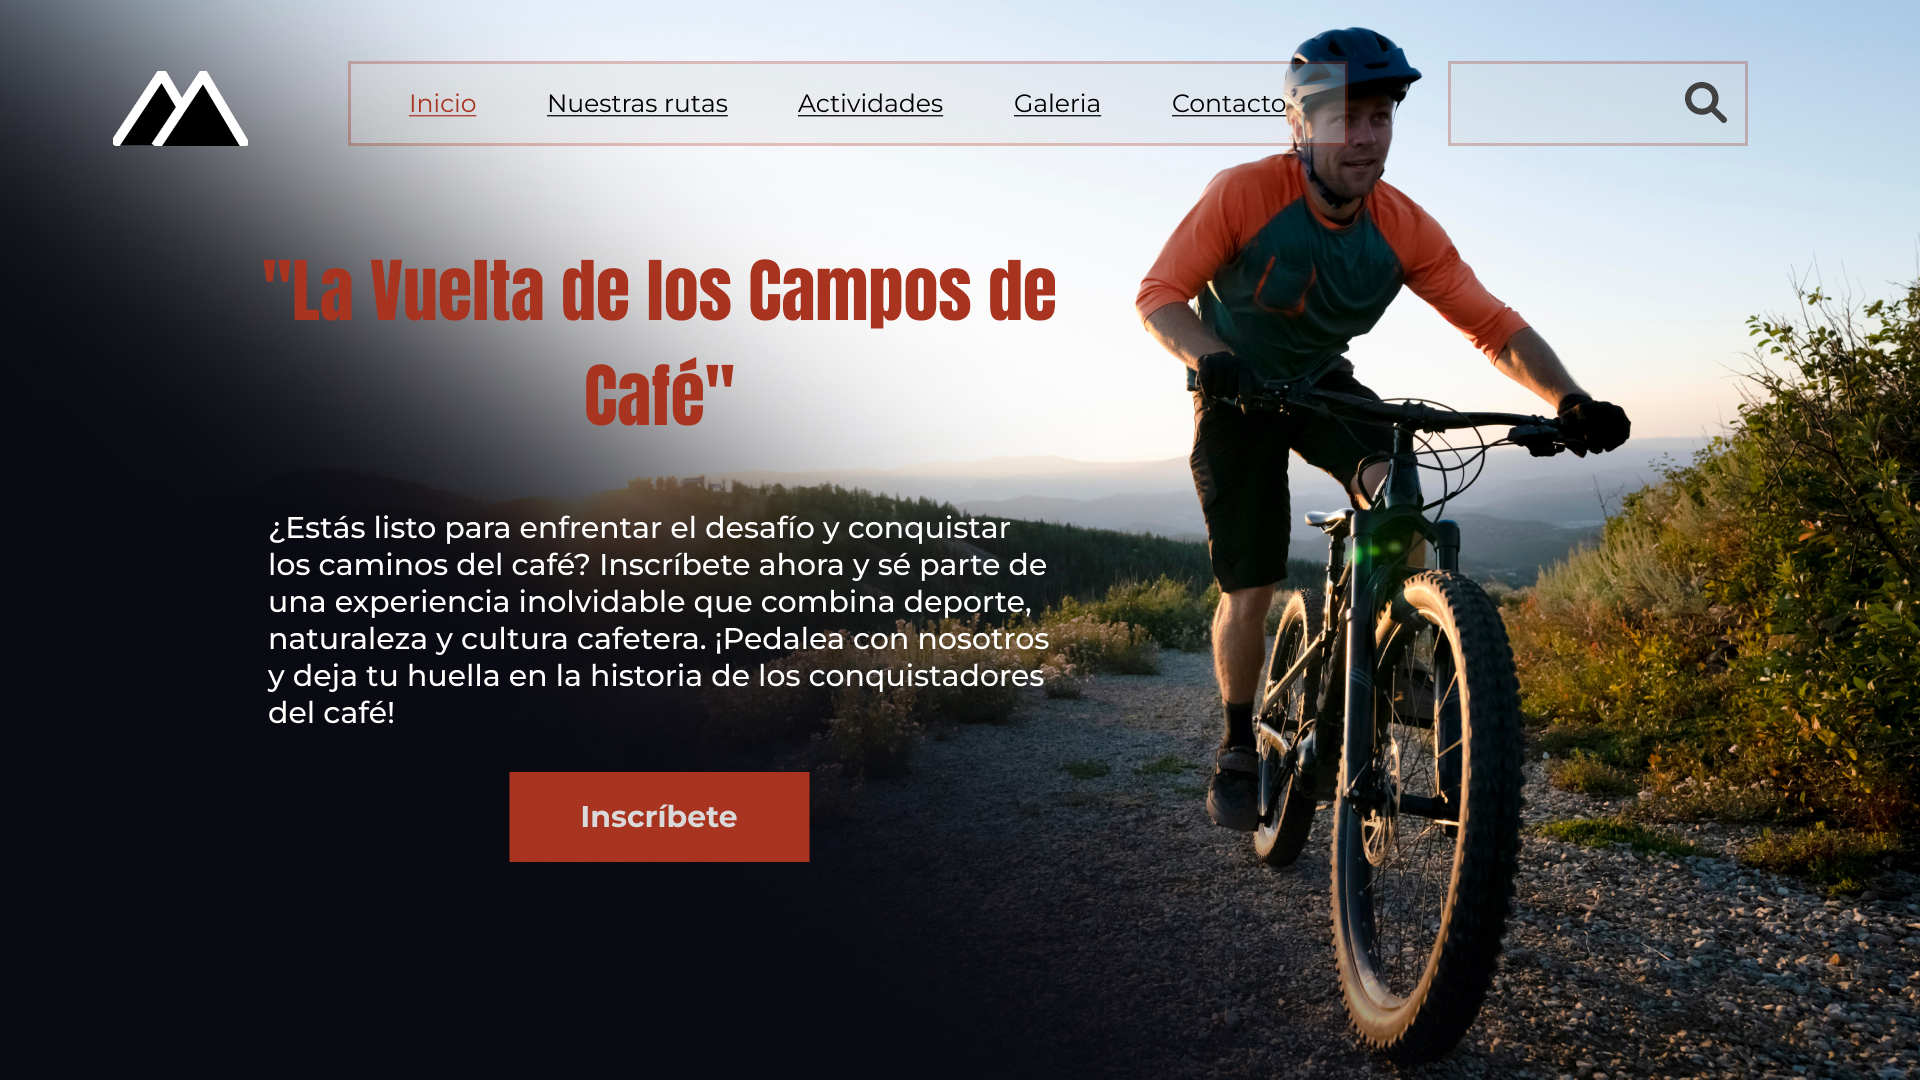 Inicio Nuestras rutas Actividades Galeria Contacto
"La Vuelta de los Campos de
Café"
¿Estás listo para enfrentar el desafío y conquistar
los caminos del café? Inscríbete ahora y sé parte de
una experiencia inolvidable que combina deporte,
naturaleza y cultura cafetera. ¡Pedalea con nosotros
y deja tu huella en la historia de los conquistadores
del café!
Inscríbete